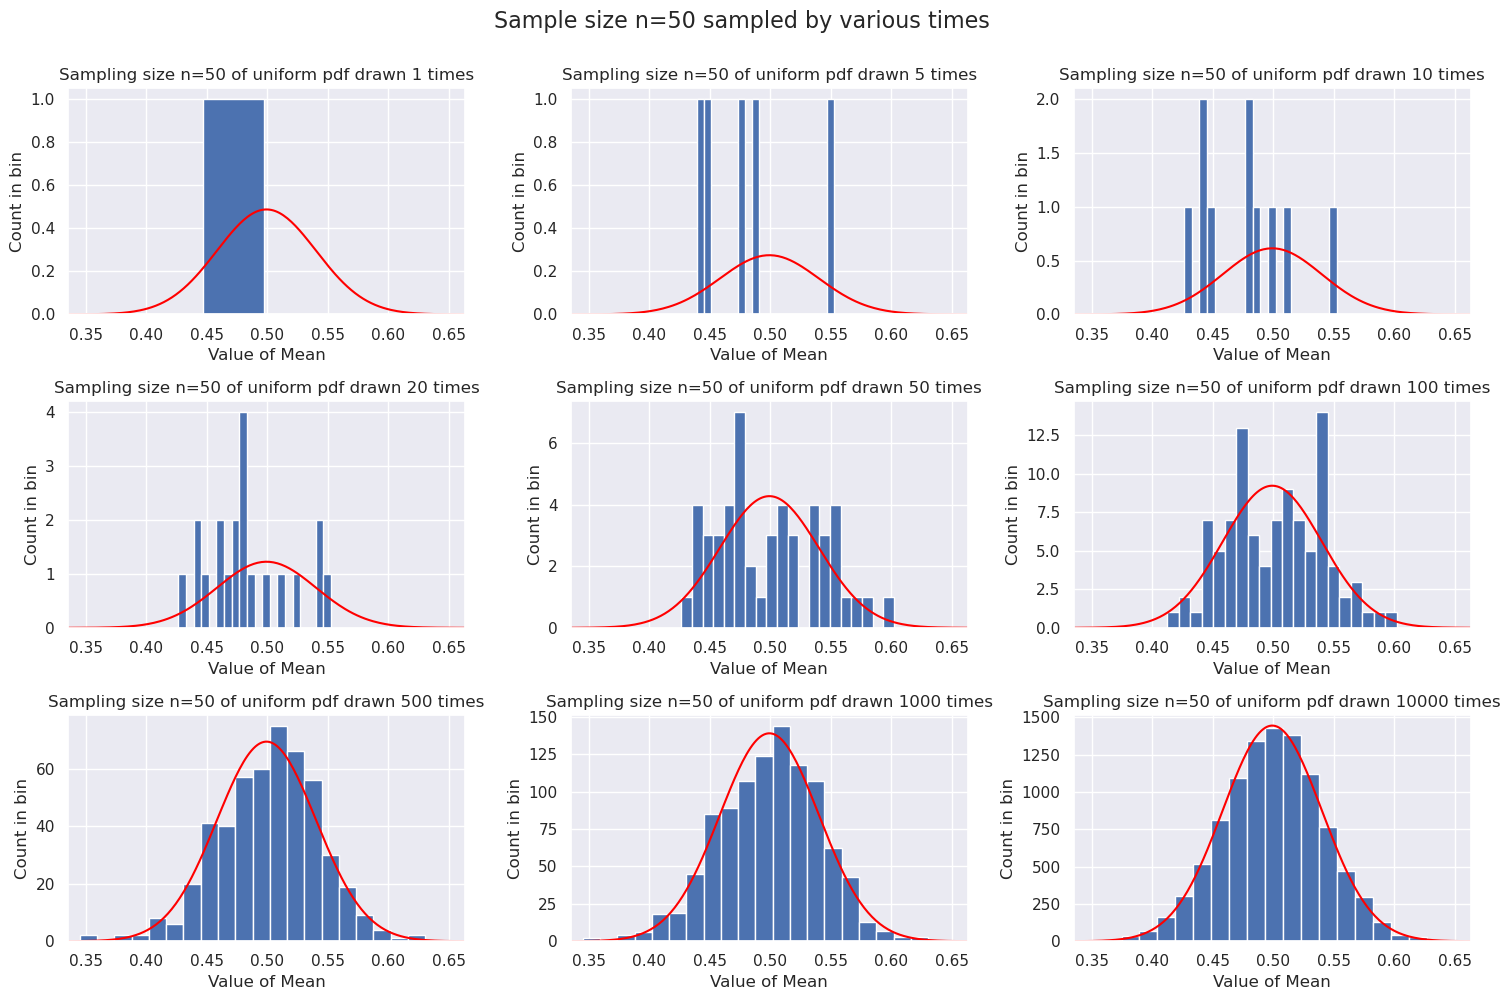 Sample size n=50 sampled by various times
Sampling size n=50 of uniform pdf drawn 1 times
1.0
0.8
0.6
0.4
0.2
0.0
Count in bin
0.35 0.40 0.45 0.50 0.55 0.60 0.65
Value of Mean
Sampling size n=50 of uniform pdf drawn 5 times
1.0
0.8
0.6
0.4
0.2
0.0
Count in bin
0.35 0.40 0.45 0.50 0.55 0.60 0.65
Value of Mean
Sampling size n=50 of uniform pdf drawn 10 times
2.0
1.5
1.0
0.5
0.0
Count in bin
0.35 0.40 0.45 0.50 0.55 0.60 0.65
Value of Mean
Sampling size n=50 of uniform pdf drawn 20 times
4
3
2
1
0
Count in bin
0.35 0.40 0.45 0.50 0.55 0.60 0.65
Value of Mean
Sampling size n=50 of uniform pdf drawn 50 times
6
4
2
0
Count in bin
0.35 0.40 0.45 0.50 0.55 0.60 0.65
Value of Mean
Sampling size n=50 of uniform pdf drawn 100 times
12.5
10.0
7.5
5.0
2.5
0.0
Count in bin
0.35 0.40 0.45 0.50 0.55 0.60 0.65
Value of Mean
Sampling size n=50 of uniform pdf drawn 500 times
60
40
20
0
Count in bin
0.35 0.40 0.45 0.50 0.55 0.60 0.65
Value of Mean
Sampling size n=50 of uniform pdf drawn 1000 times
150
125
100
75
50
25
0
Count in bin
0.35 0.40 0.45 0.50 0.55 0.60 0.65
Value of Mean
Sampling size n=50 of uniform pdf drawn 10000 times
1500
1250
1000
750
500
250
0
Count in bin
0.35 0.40 0.45 0.50 0.55 0.60 0.65
Value of Mean